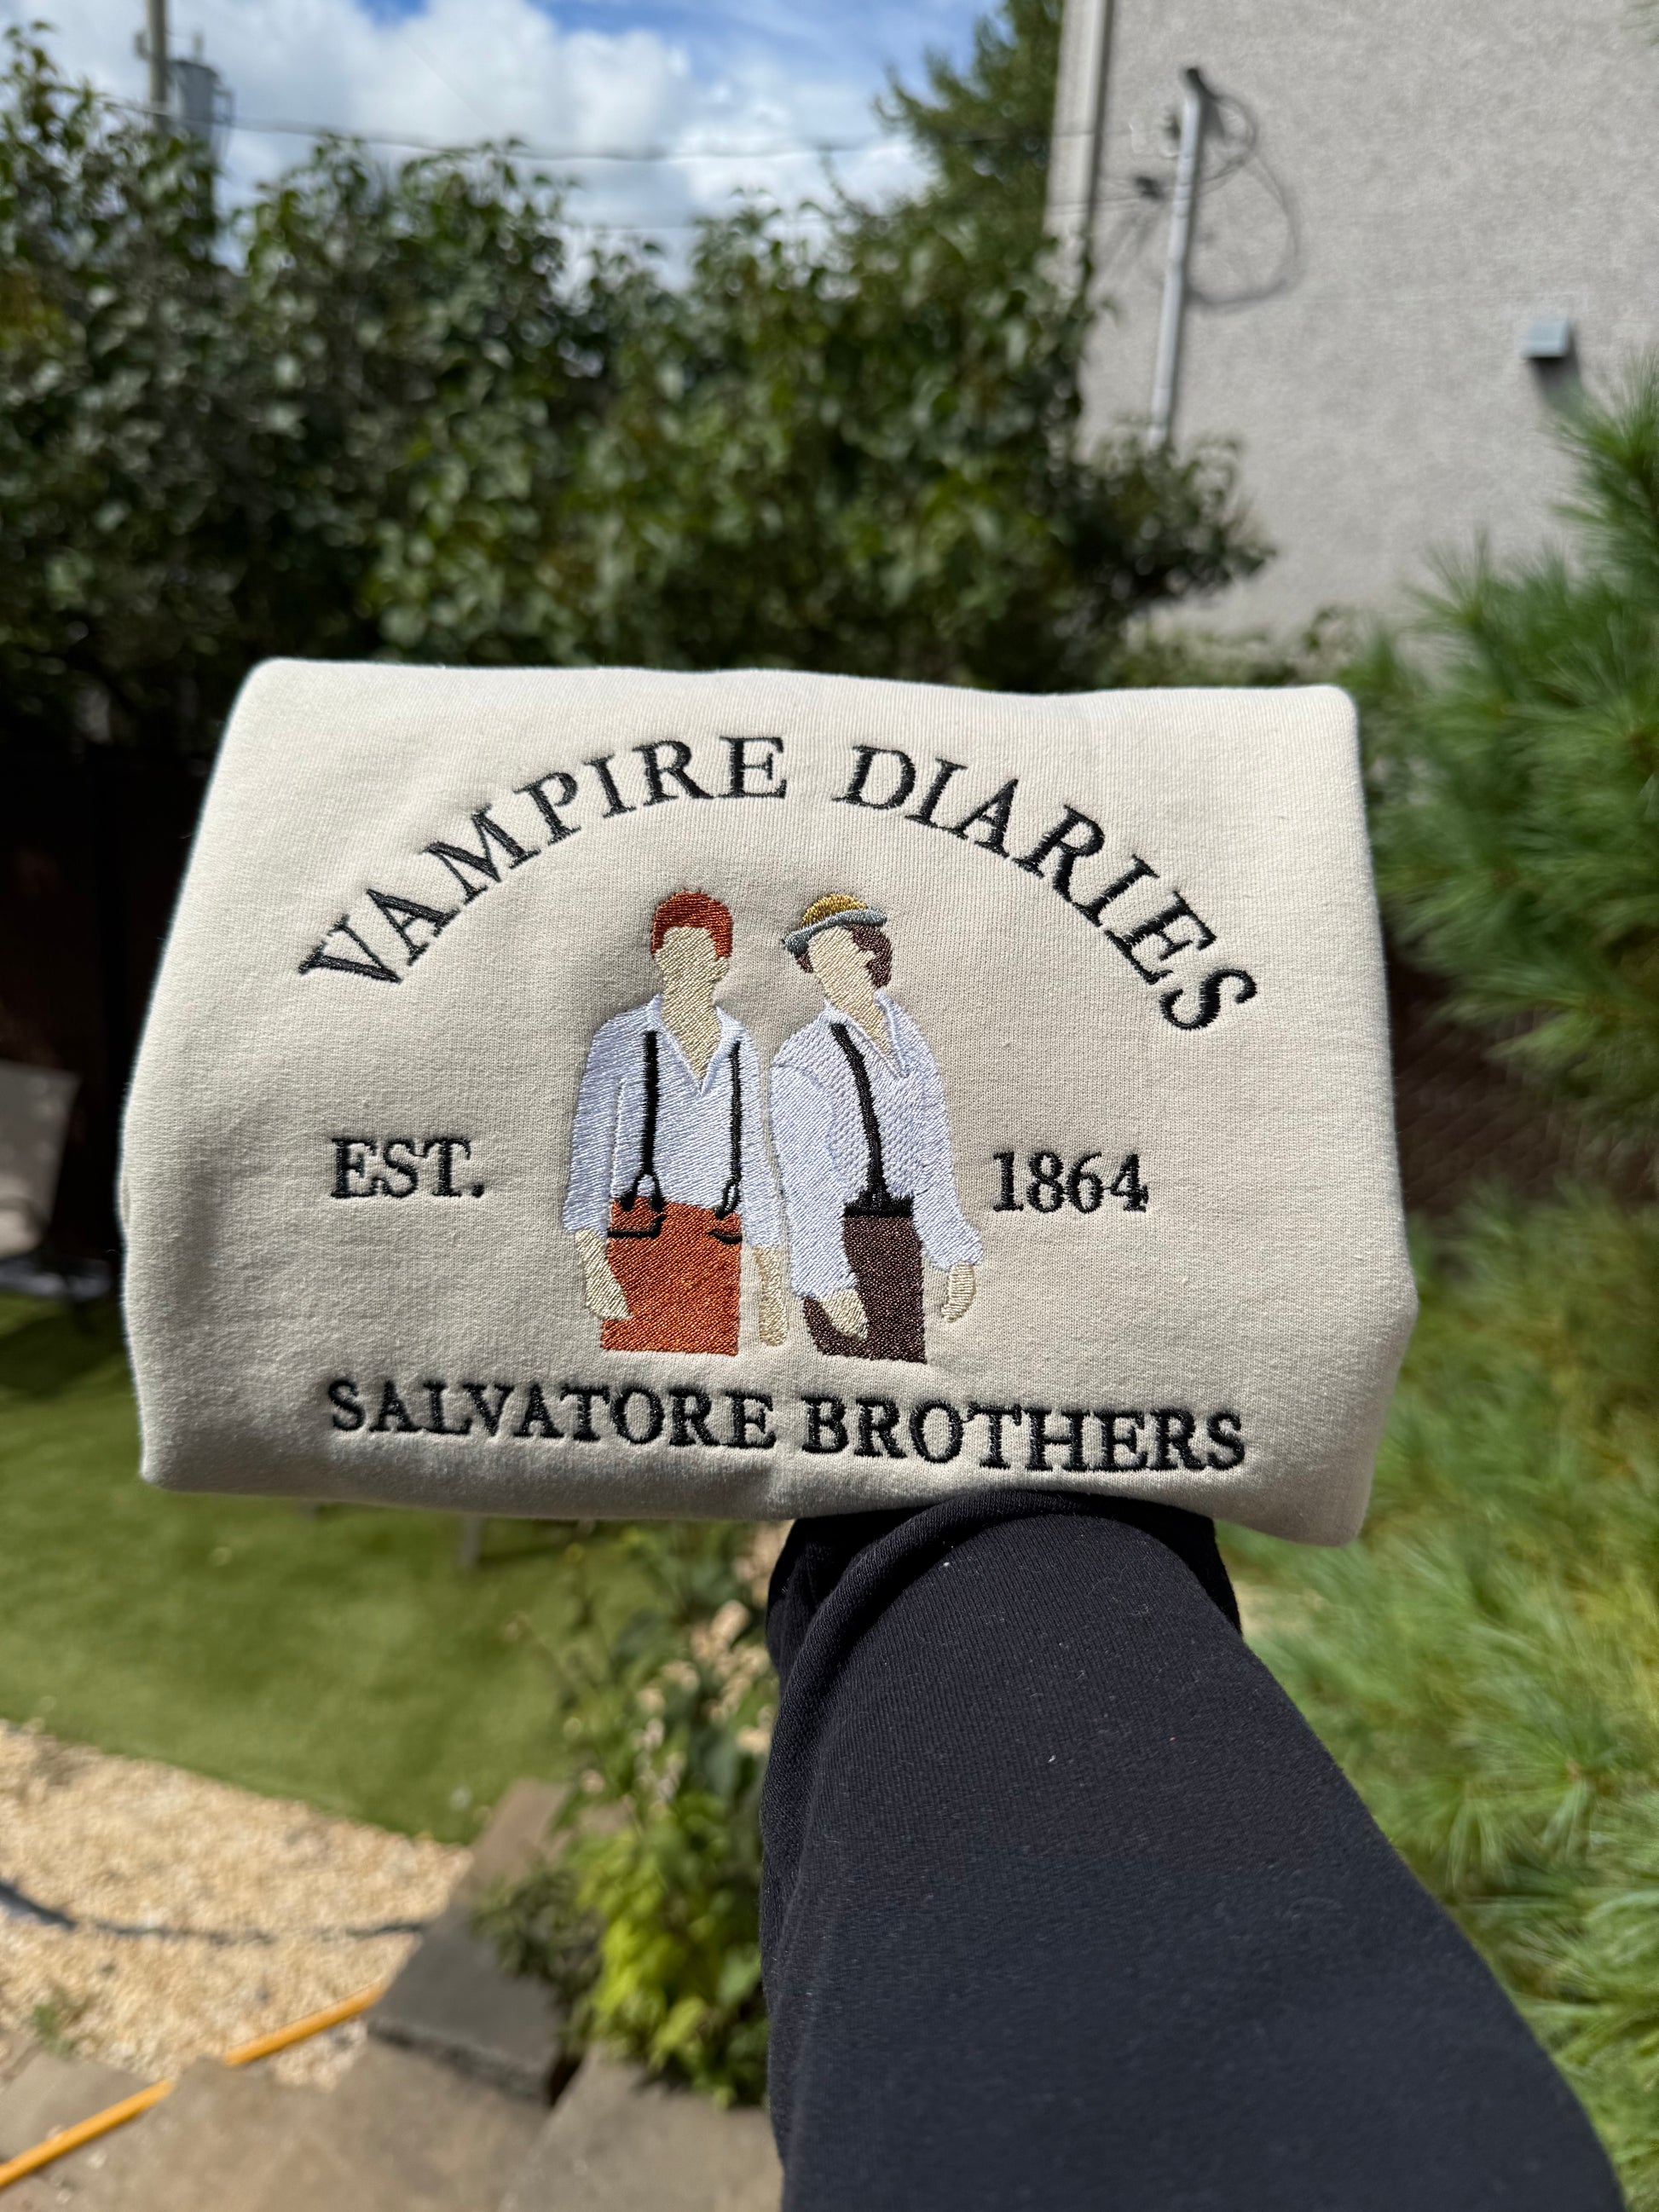 VAMPIRE DIARIES
EST. 1864
SALVATORE BROTHERS